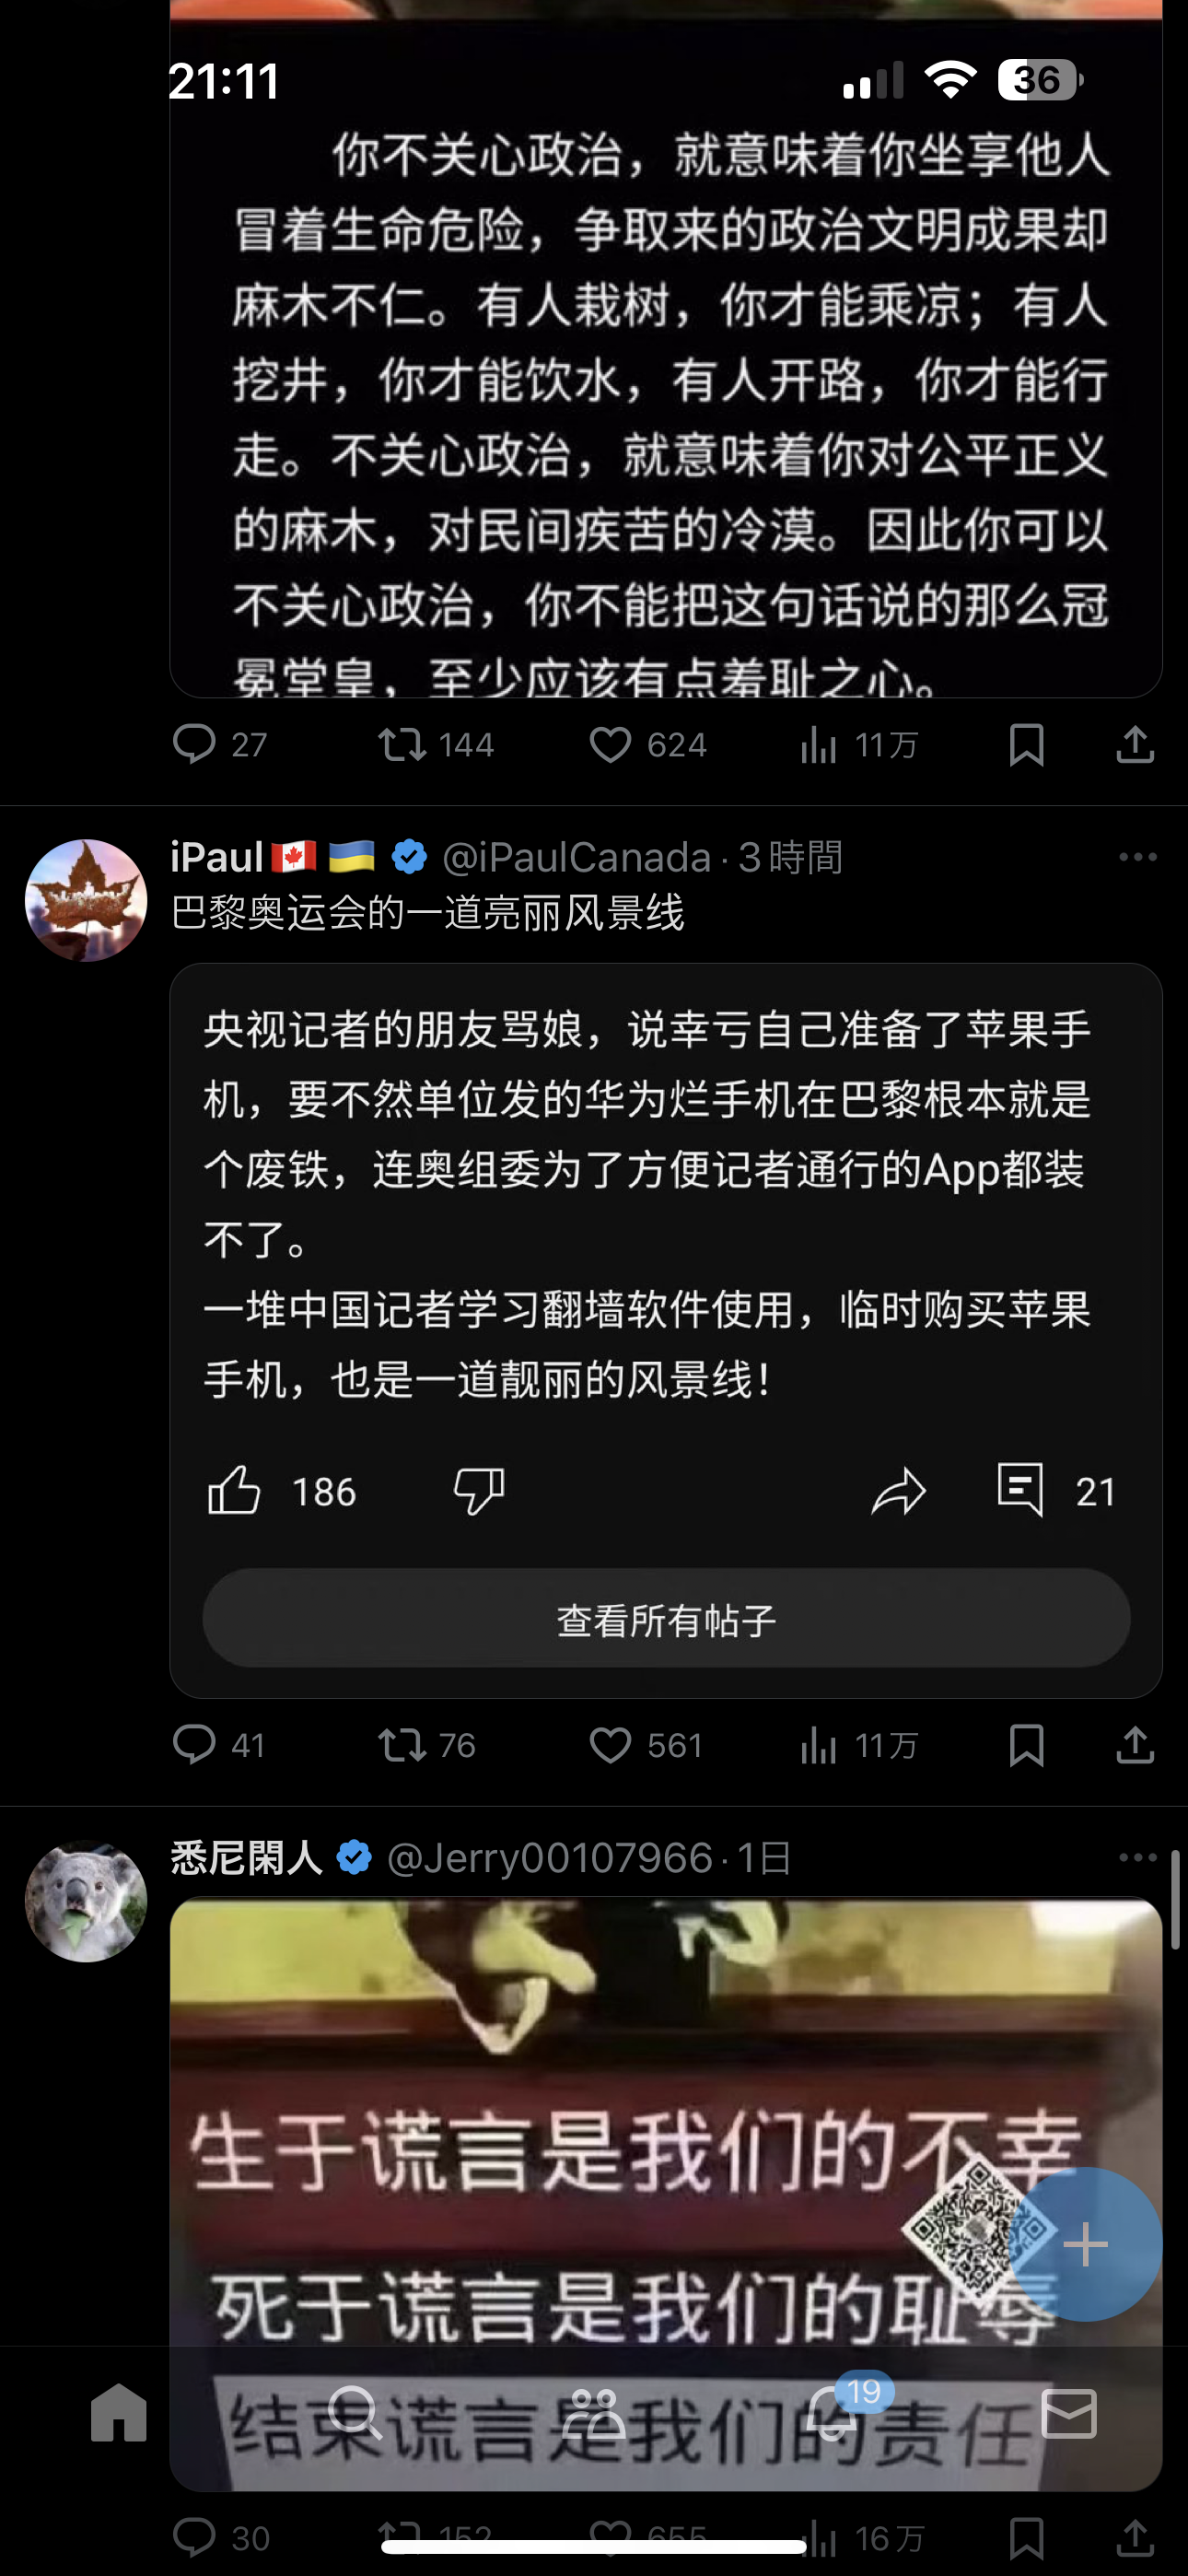 21:11
36
你不关心政治，就意味着你坐享他人
冒着生命危险，争取来的政治文明成果却
麻木不仁。有人栽树，你才能乘凉；有人
挖井，你才能饮水，有人开路，你才能行
走。不关心政治，就意味着你对公平正义
的麻木，对民间疾苦的冷漠。因此你可以
不关心政治，你不能把这句话说的那么冠
冕堂皇，至少应该有点羞耻之心。
27 144 624 11万
iPaul🇨🇦 🇺🇦 @iPaulCanada · 3時間
巴黎奥运会的一道亮丽风景线
央视记者的朋友骂娘，说幸亏自己准备了苹果手
机，要不然单位发的华为烂手机在巴黎根本就是
个废铁，连奥组委为了方便记者通行的App都装
不了。
一堆中国记者学习翻墙软件使用，临时购买苹果
手机，也是一道靓丽的风景线！
186 21
查看所有帖子
41 76 561 11万
悉尼閑人 @Jerry00107966 · 1日
生于谎言是我们的不幸
死于谎言是我们的耻辱
结束谎言是我们的责任
19
30 152 655 16万